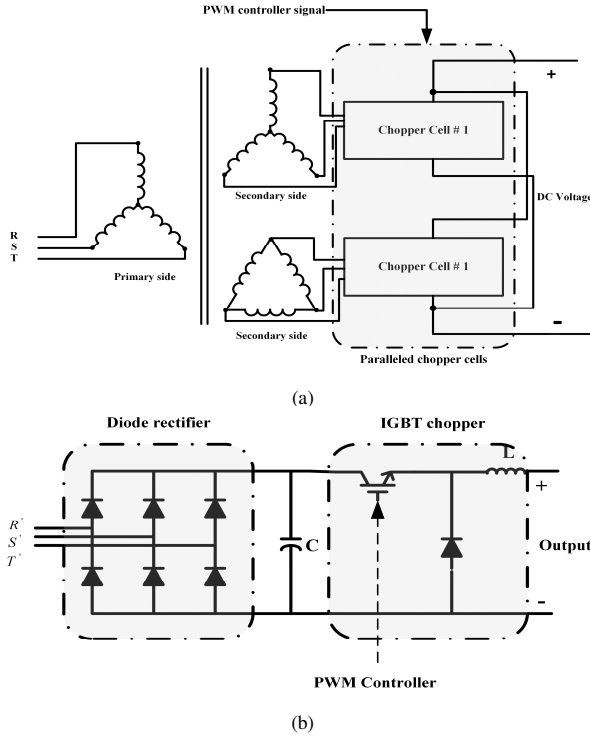 PWM controller signal
+
Chopper Cell # 1
Secondary side
DC Voltage
R
S
T
Primary side
Chopper Cell # 1
Secondary side
-
Paralleled chopper cells
(a)
Diode rectifier
IGBT chopper
L
+
R'
S'
T'
C
Output
-
PWM Controller
(b)